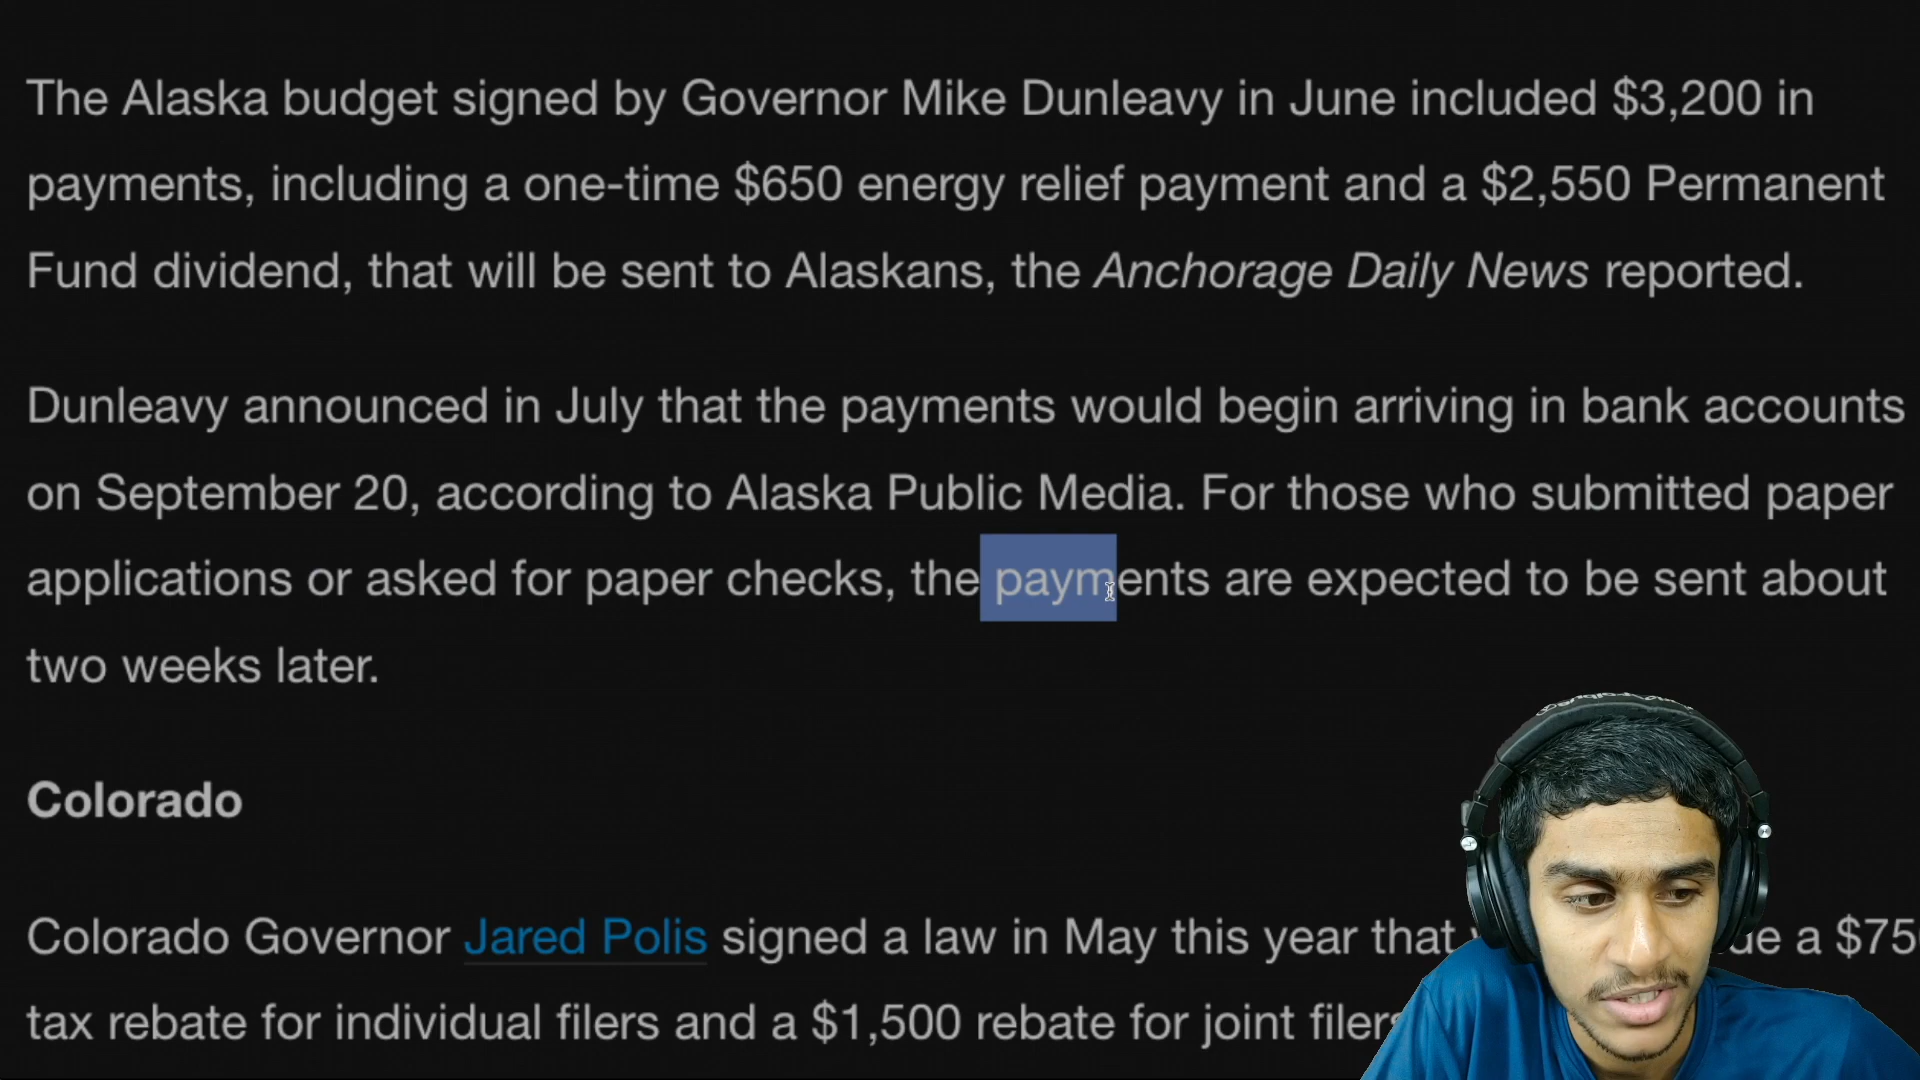 The Alaska budget signed by Governor Mike Dunleavy in June included $3,200 in
payments, including a one-time $650 energy relief payment and a $2,550 Permanent
Fund dividend, that will be sent to Alaskans, the Anchorage Daily News reported.
Dunleavy announced in July that the payments would begin arriving in bank accounts
on September 20, according to Alaska Public Media. For those who submitted paper
applications or asked for paper checks, the payments are expected to be sent about
two weeks later.
Colorado
Colorado Governor Jared Polis signed a law in May this year that a
tax rebate for individual filers and a $1,500 rebate for joint filers